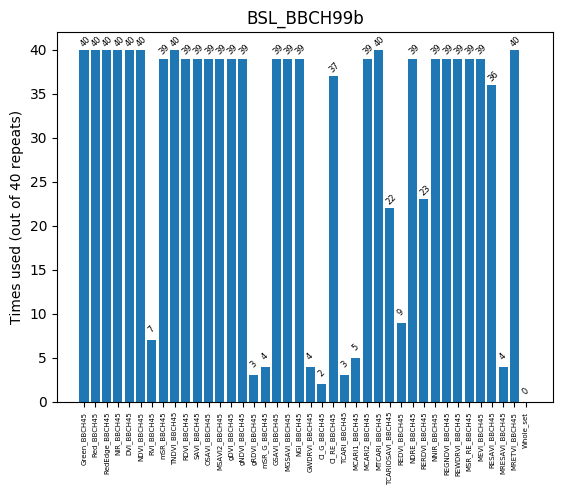 BSL_BBCH99b
Times used (out of 40 repeats)
40
35
30
25
20
15
10
5
0
40 40 40 40 40 40 7 39 40 39 39 39 39 39 39 3 4 39 39 39 4 2 37 3 5 39 40 22 9 39 23 39 39 39 39 39 36 4 40 0
Green_BBCH45
Red_BBCH45
RedEdge_BBCH45
NIR_BBCH45
DVI_BBCH45
NDVI_BBCH45
RVI_BBCH45
mSR_BBCH45
TNDVI_BBCH45
RDVI_BBCH45
SAVI_BBCH45
OSAVI_BBCH45
MSAVI2_BBCH45
gDVI_BBCH45
gNDVI_BBCH45
gRDVI_BBCH45
mSR_G_BBCH45
GSAVI_BBCH45
MGSAVI_BBCH45
NGI_BBCH45
GWDRVI_BBCH45
CI_G_BBCH45
CI_RE_BBCH45
TCARI_BBCH45
MCARI1_BBCH45
MCARI2_BBCH45
MTCARI_BBCH45
TCARIOSAVI_BBCH45
REDVI_BBCH45
NDRE_BBCH45
RERDVI_BBCH45
NNIR_BBCH45
REGNDVI_BBCH45
REWDRVI_BBCH45
MSR_RE_BBCH45
MEVI_BBCH45
RESAVI_BBCH45
MRESAVI_BBCH45
MRETVI_BBCH45
Whole_set